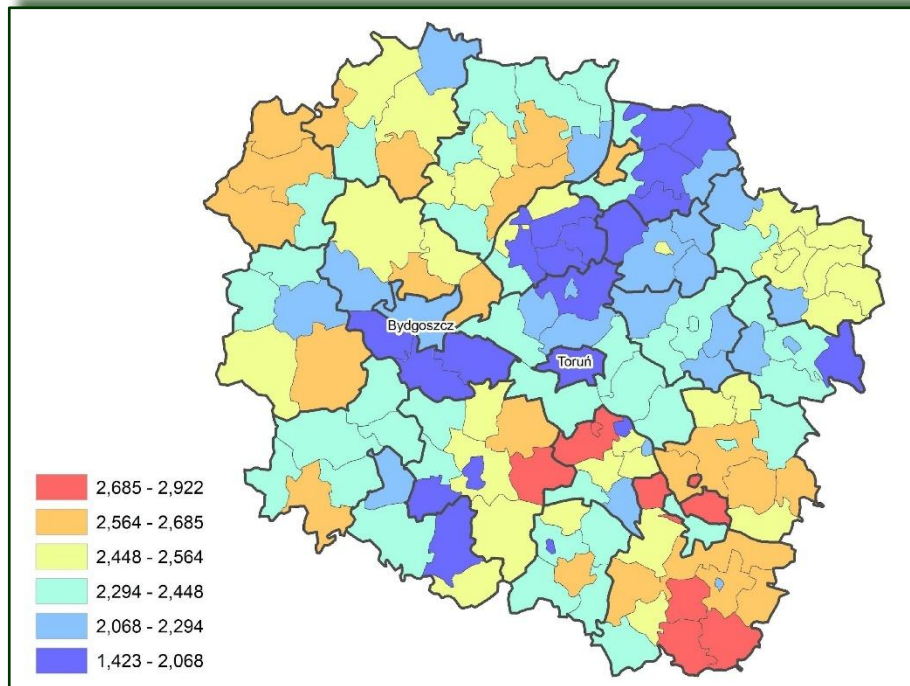 Bydgoszcz
Toruń
2,685 - 2,922
2,564 - 2,685
2,448 - 2,564
2,294 - 2,448
2,068 - 2,294
1,423 - 2,068